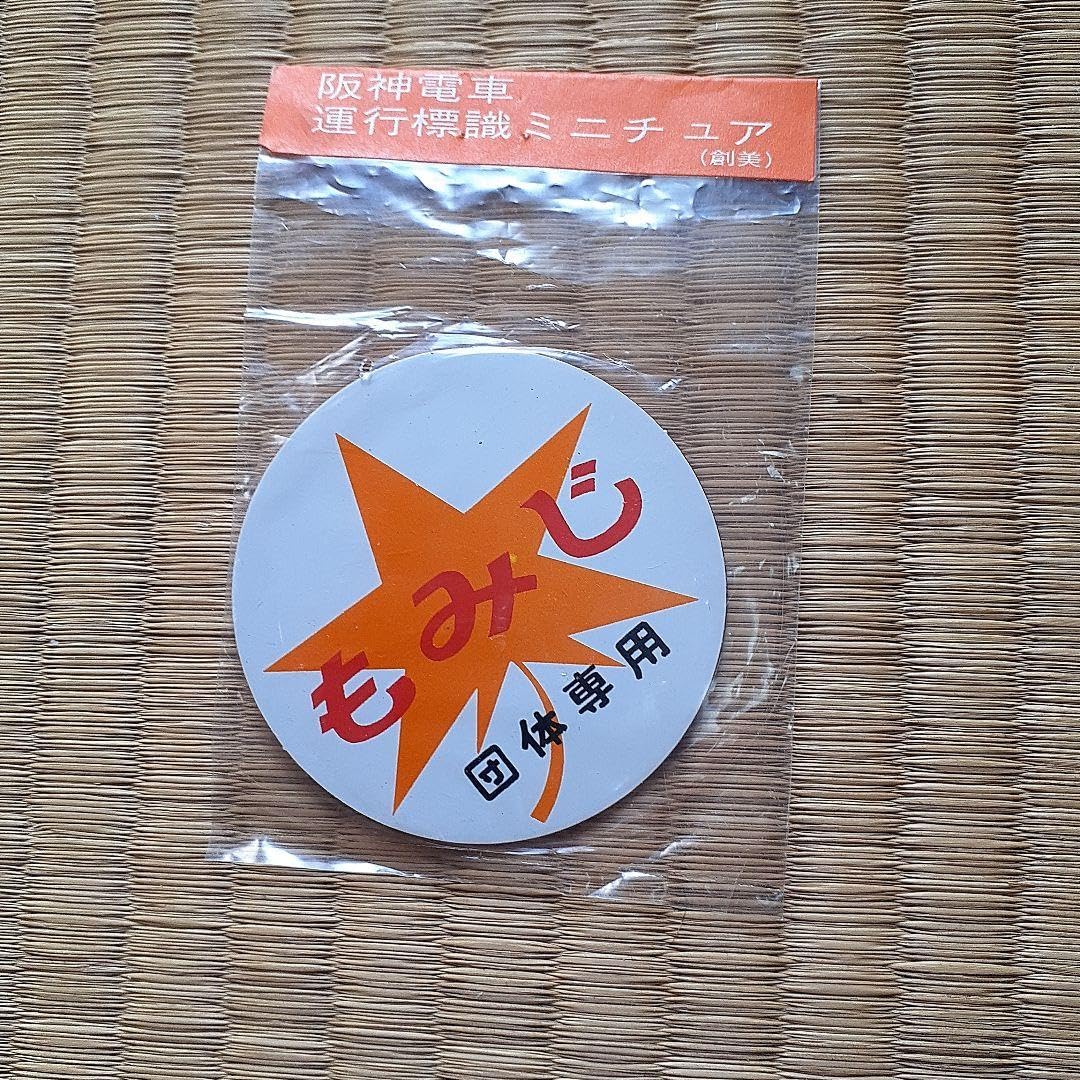 阪神電車
運行標識ミニチュア
(創美)
もみじ
団体専用